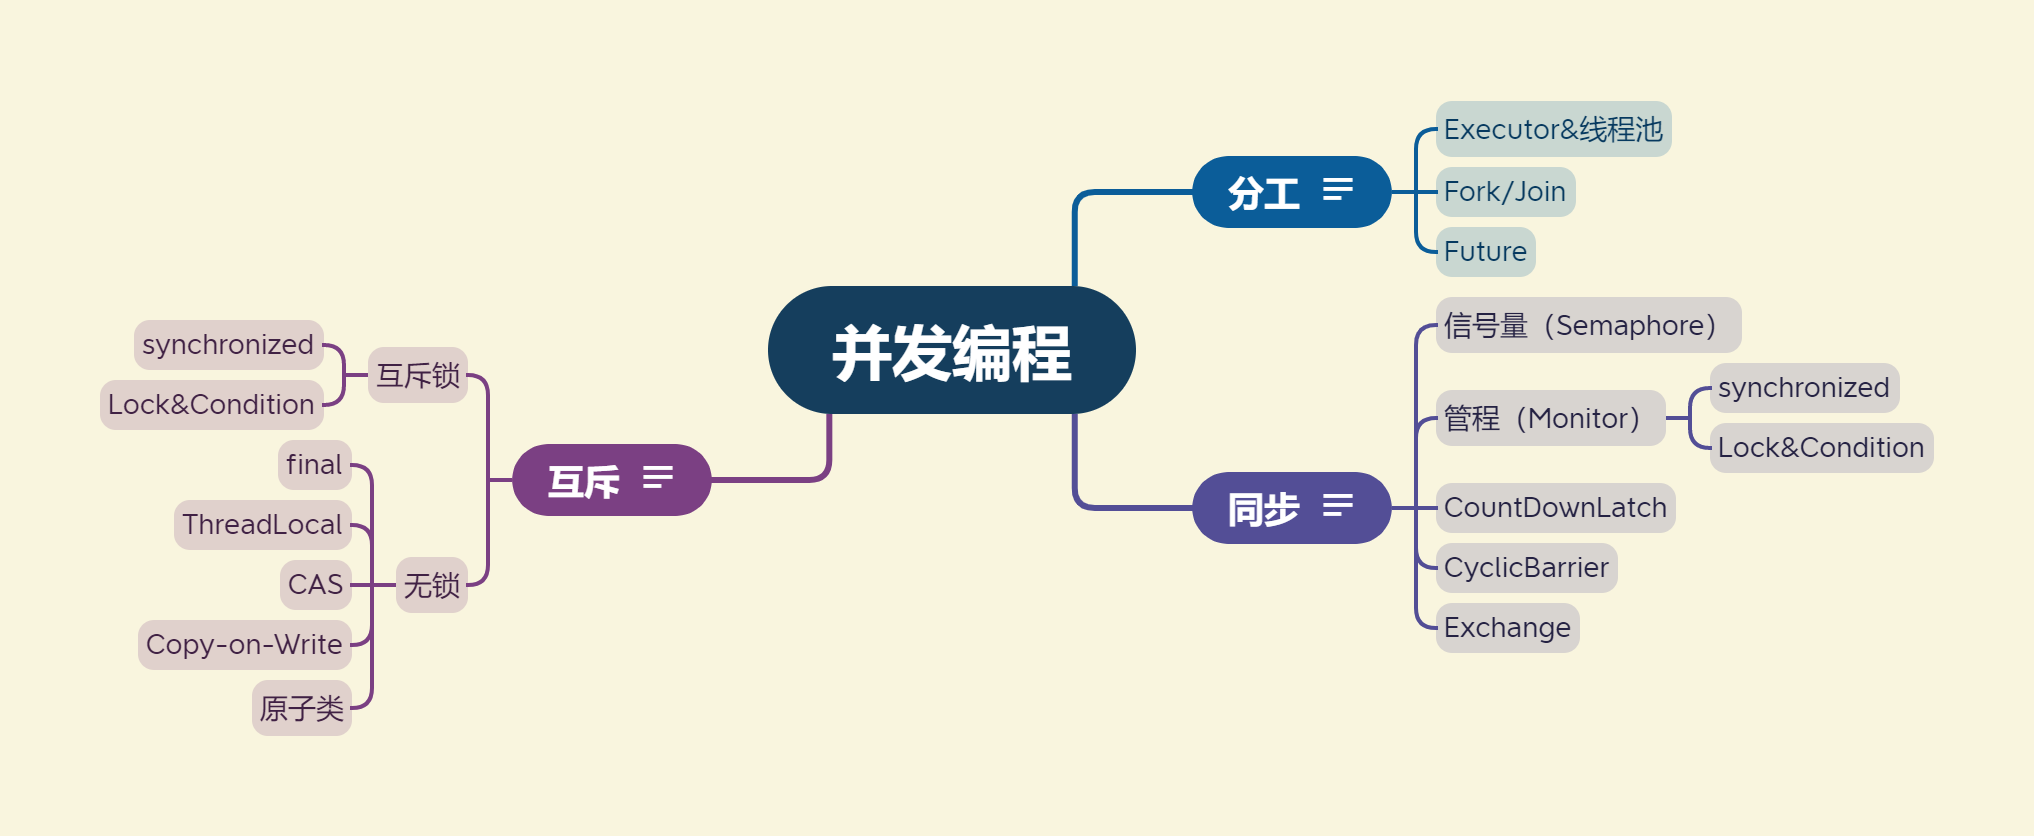 并发编程
分工
Executor&线程池
Fork/Join
Future
同步
信号量（Semaphore）
管程（Monitor）
synchronized
Lock&Condition
CountDownLatch
CyclicBarrier
Exchange
互斥
互斥锁
synchronized
Lock&Condition
无锁
final
ThreadLocal
CAS
Copy-on-Write
原子类